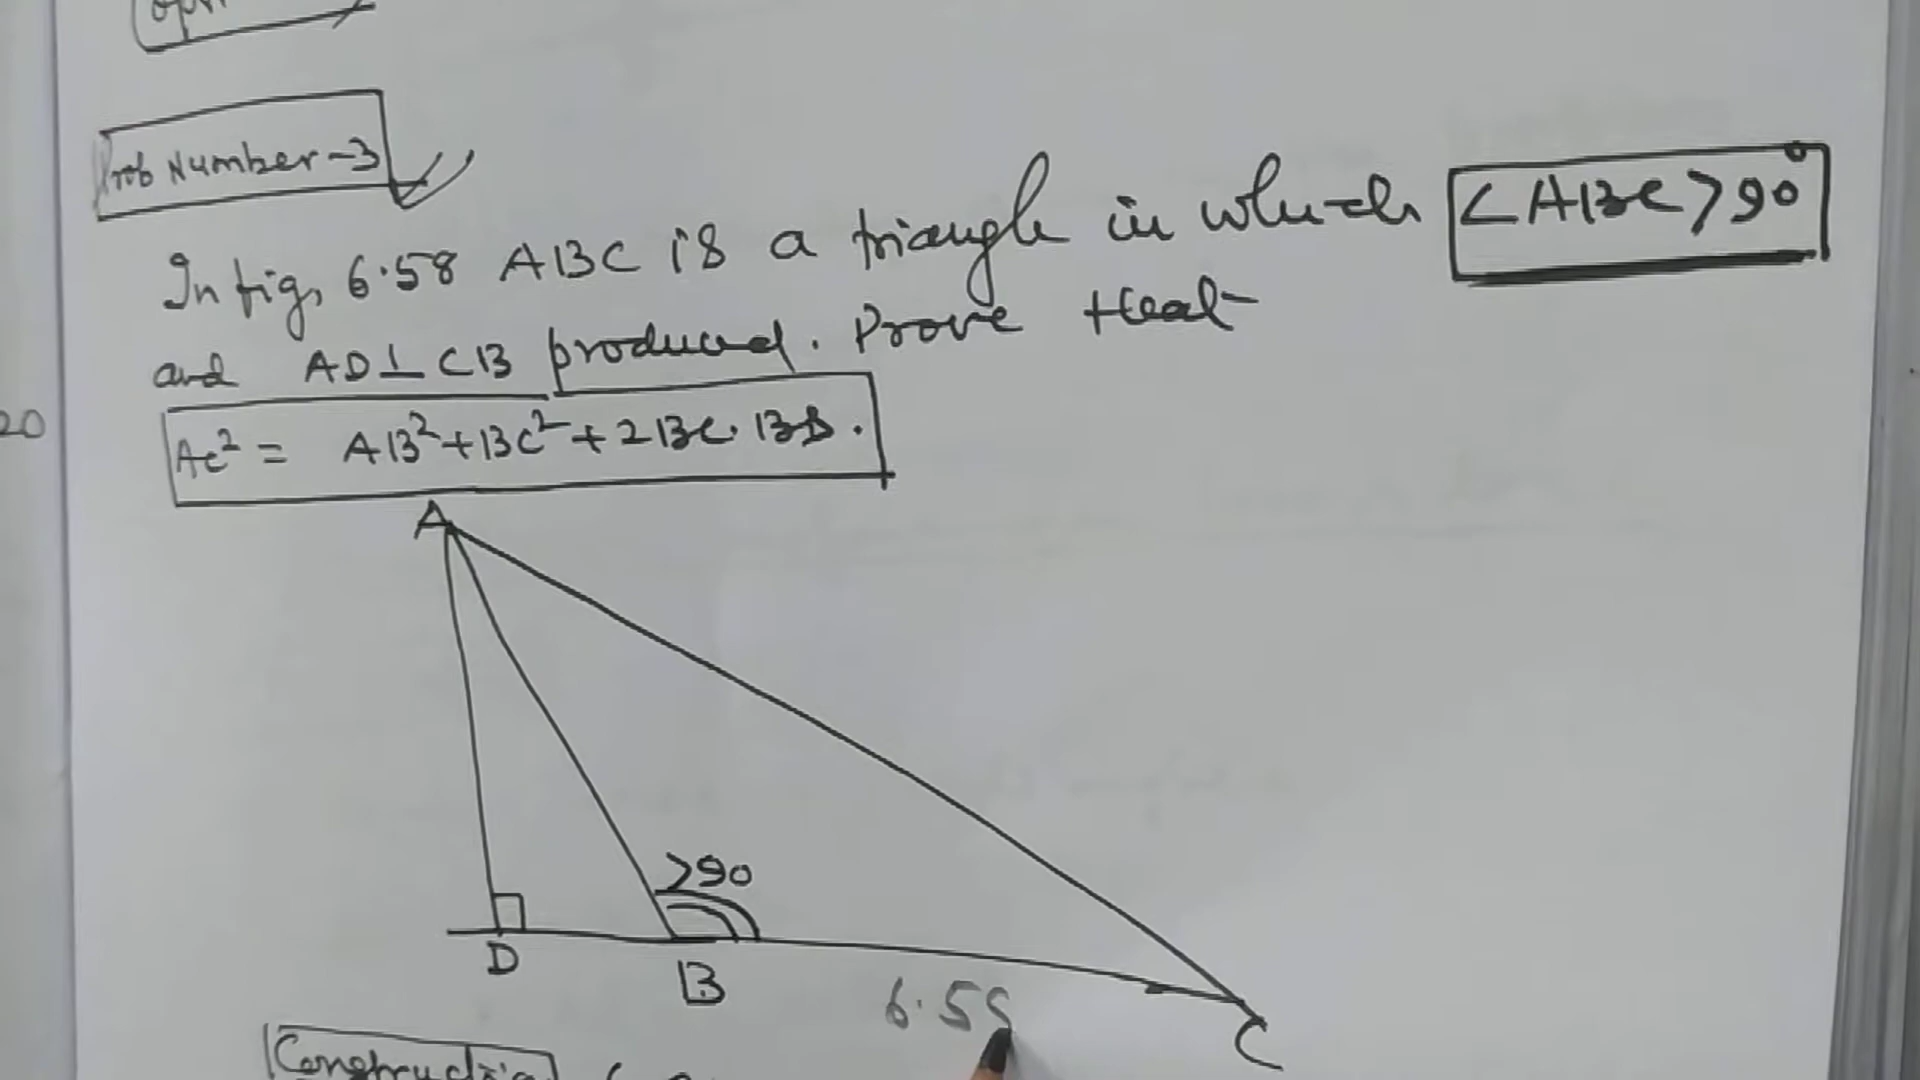 20
Prob Number-3
In fig, 6.58 ABC is a triangle in which <ABC>90°
and AD⊥CB produced. Prove that
AC² = AB²+BC²+2BC.BD.
A
>90
D
B
6.58
C
Construction